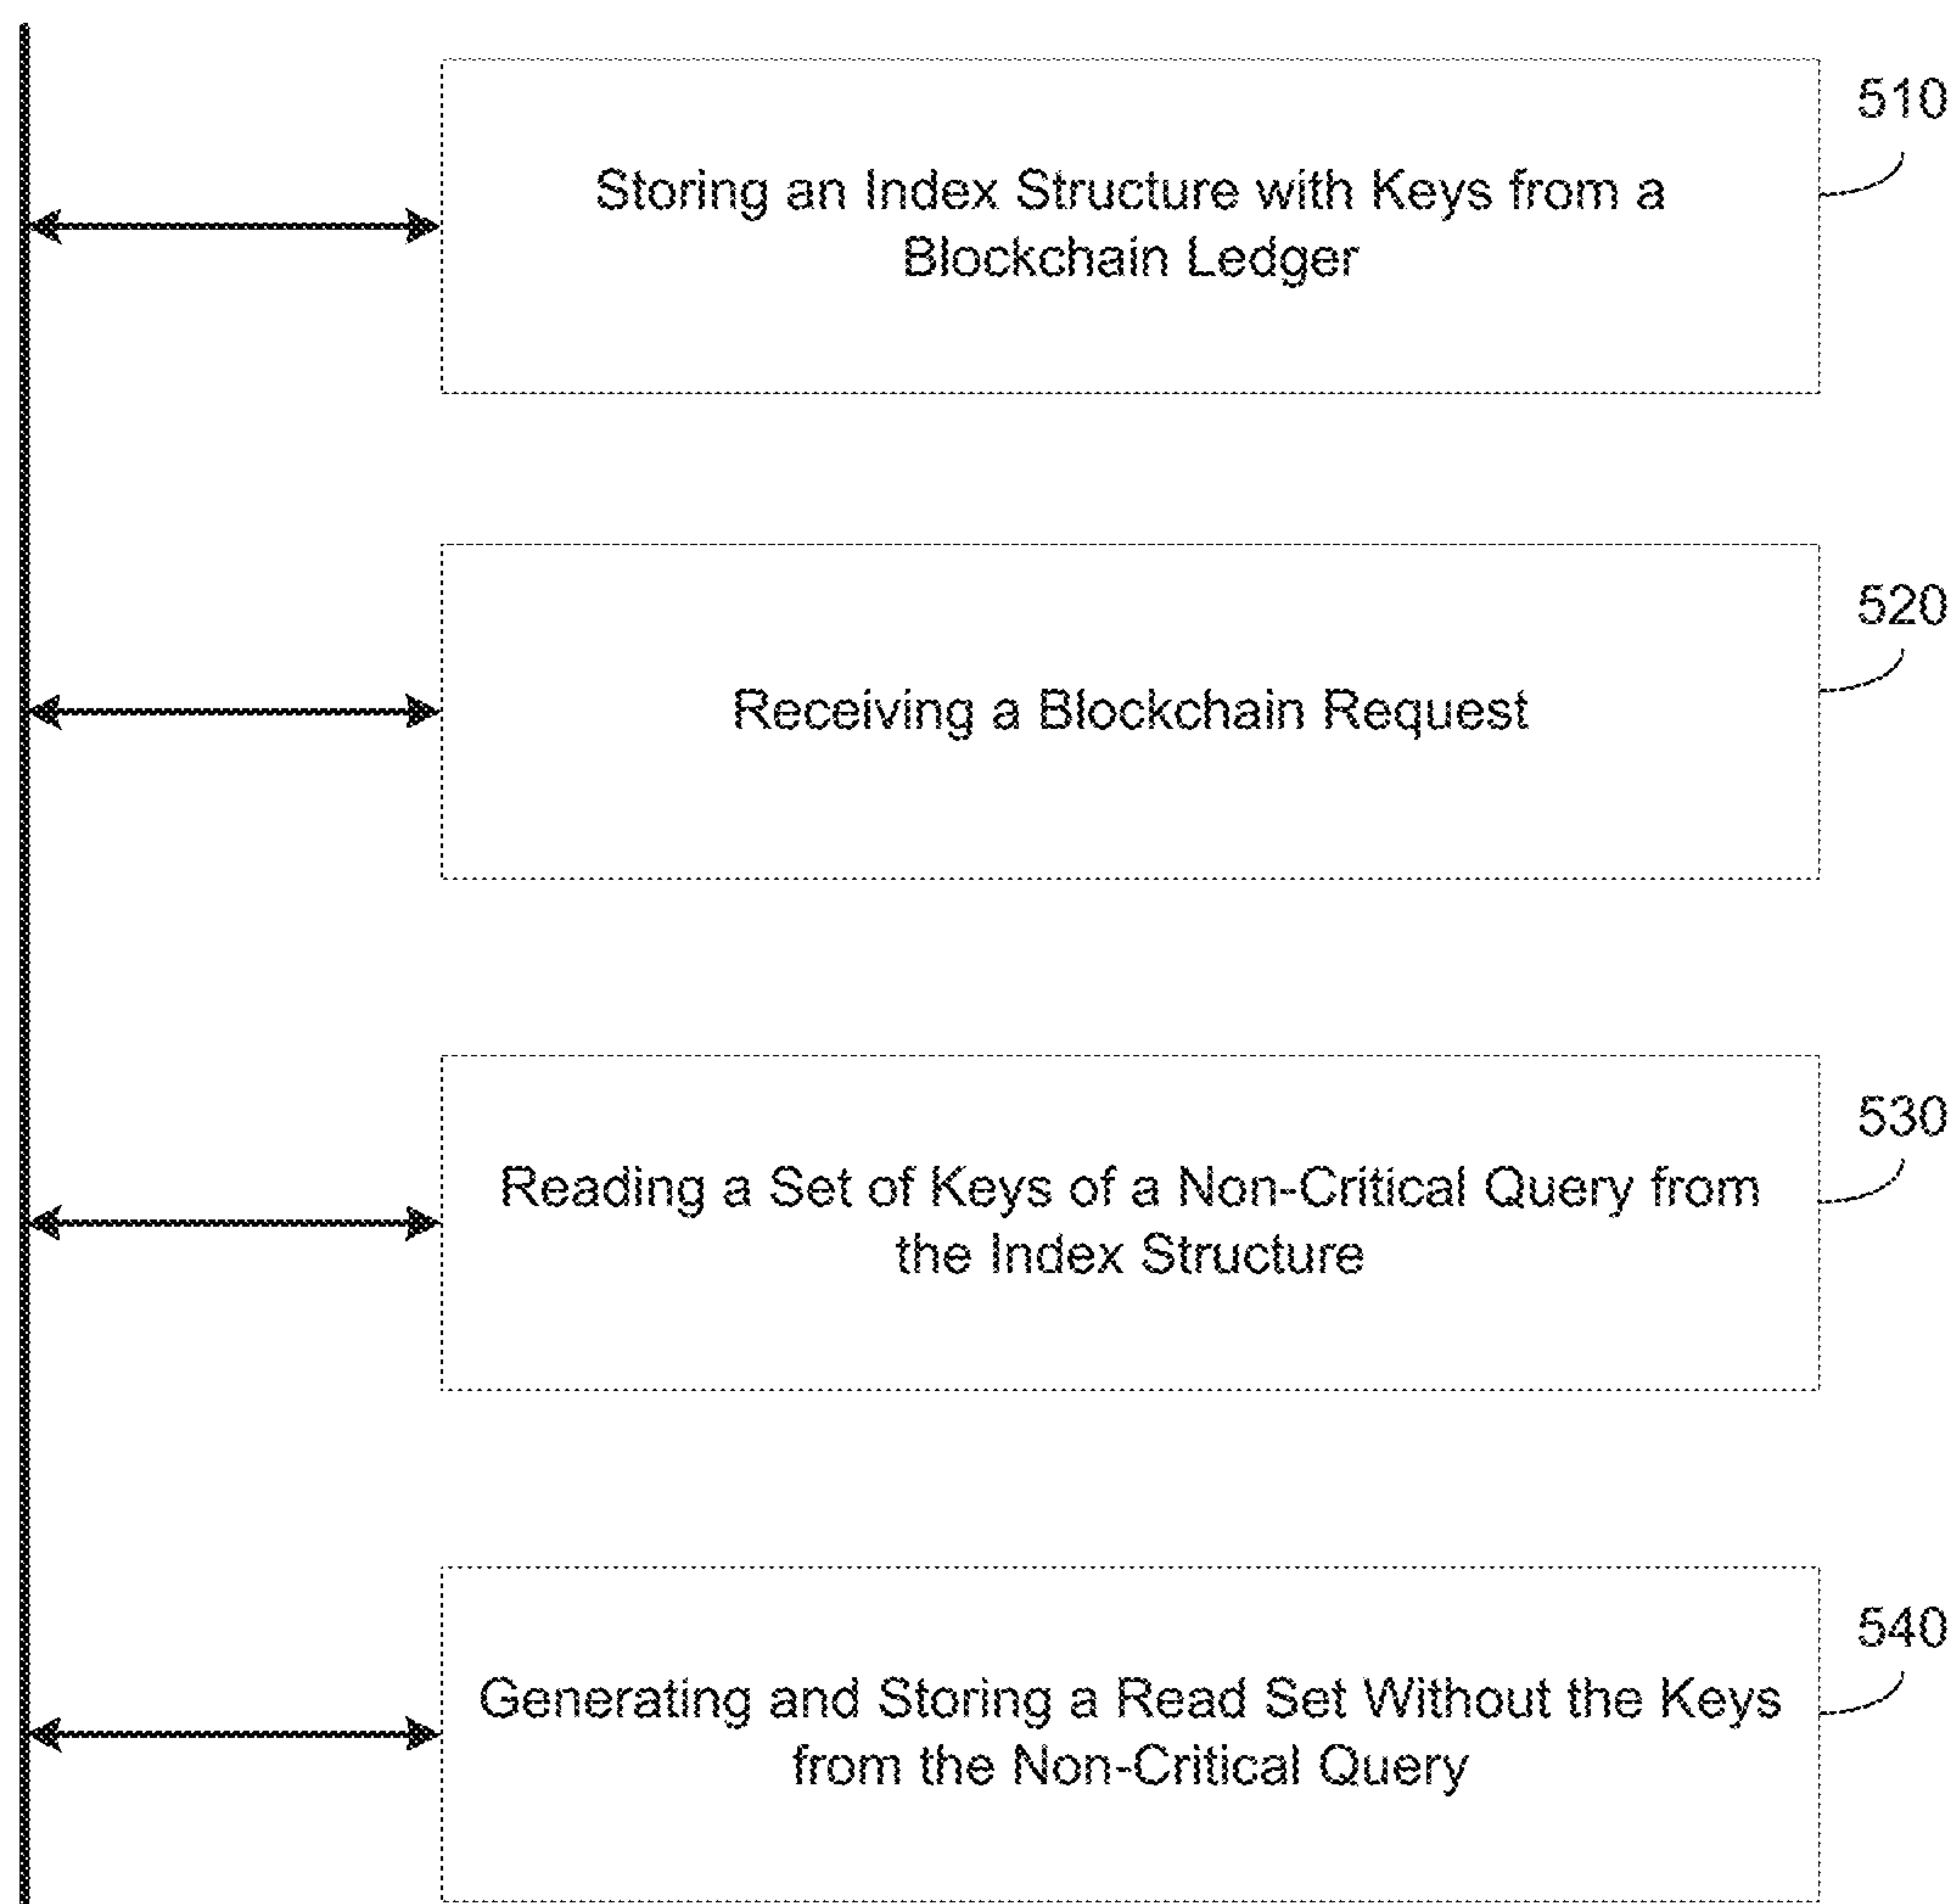 510
Storing an Index Structure with Keys from a
Blockchain Ledger
520
Receiving a Blockchain Request
530
Reading a Set of Keys of a Non-Critical Query from
the Index Structure
540
Generating and Storing a Read Set Without the Keys
from the Non-Critical Query